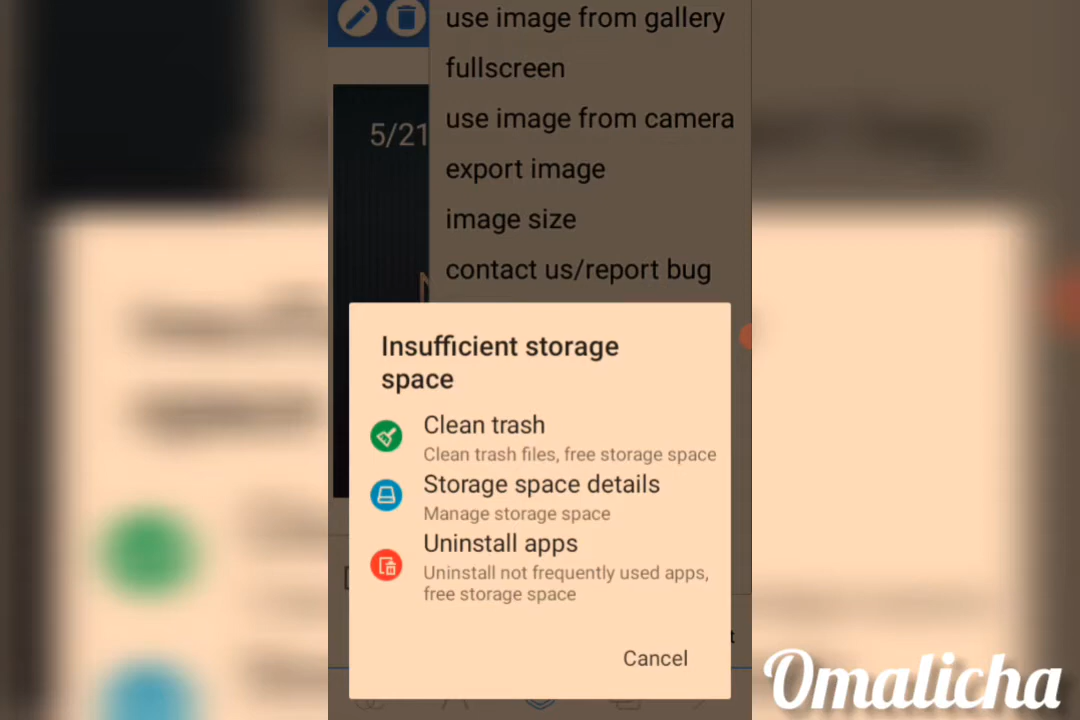 use image from gallery
fullscreen
use image from camera
5/21
export image
image size
contact us/report bug
N
Insufficient storage
space
Clean trash
Clean trash files, free storage space
Storage space details
Manage storage space
Uninstall apps
Uninstall not frequently used apps,
free storage space
t
Cancel
Omalicha